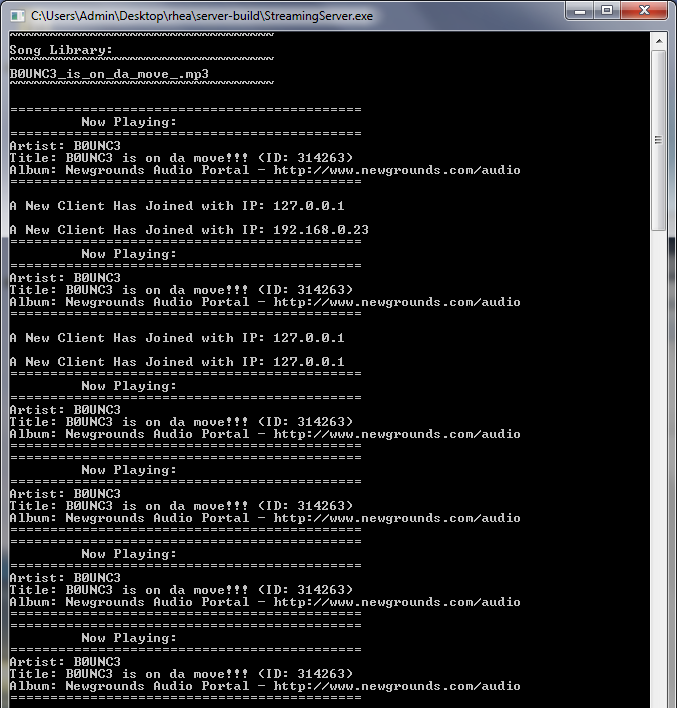 C:\Users\Admin\Desktop\rhea\server-build\StreamingServer.exe
~~~~~~~~~~~~~~~~~~~~~~~~~~~~~~~~~
Song Library:
~~~~~~~~~~~~~~~~~~~~~~~~~~~~~~~~~
B0UNC3_is_on_da_move_.mp3
~~~~~~~~~~~~~~~~~~~~~~~~~~~~~~~~~
============================================
Now Playing:
============================================
Artist: B0UNC3
Title: B0UNC3 is on da move!!! (ID: 314263)
Album: Newgrounds Audio Portal - http://www.newgrounds.com/audio
============================================
A New Client Has Joined with IP: 127.0.0.1
A New Client Has Joined with IP: 192.168.0.23
============================================
Now Playing:
============================================
Artist: B0UNC3
Title: B0UNC3 is on da move!!! (ID: 314263)
Album: Newgrounds Audio Portal - http://www.newgrounds.com/audio
============================================
A New Client Has Joined with IP: 127.0.0.1
A New Client Has Joined with IP: 127.0.0.1
============================================
Now Playing:
============================================
Artist: B0UNC3
Title: B0UNC3 is on da move!!! (ID: 314263)
Album: Newgrounds Audio Portal - http://www.newgrounds.com/audio
============================================
============================================
Now Playing:
============================================
Artist: B0UNC3
Title: B0UNC3 is on da move!!! (ID: 314263)
Album: Newgrounds Audio Portal - http://www.newgrounds.com/audio
============================================
============================================
Now Playing:
============================================
Artist: B0UNC3
Title: B0UNC3 is on da move!!! (ID: 314263)
Album: Newgrounds Audio Portal - http://www.newgrounds.com/audio
============================================
============================================
Now Playing:
============================================
Artist: B0UNC3
Title: B0UNC3 is on da move!!! (ID: 314263)
Album: Newgrounds Audio Portal - http://www.newgrounds.com/audio
============================================